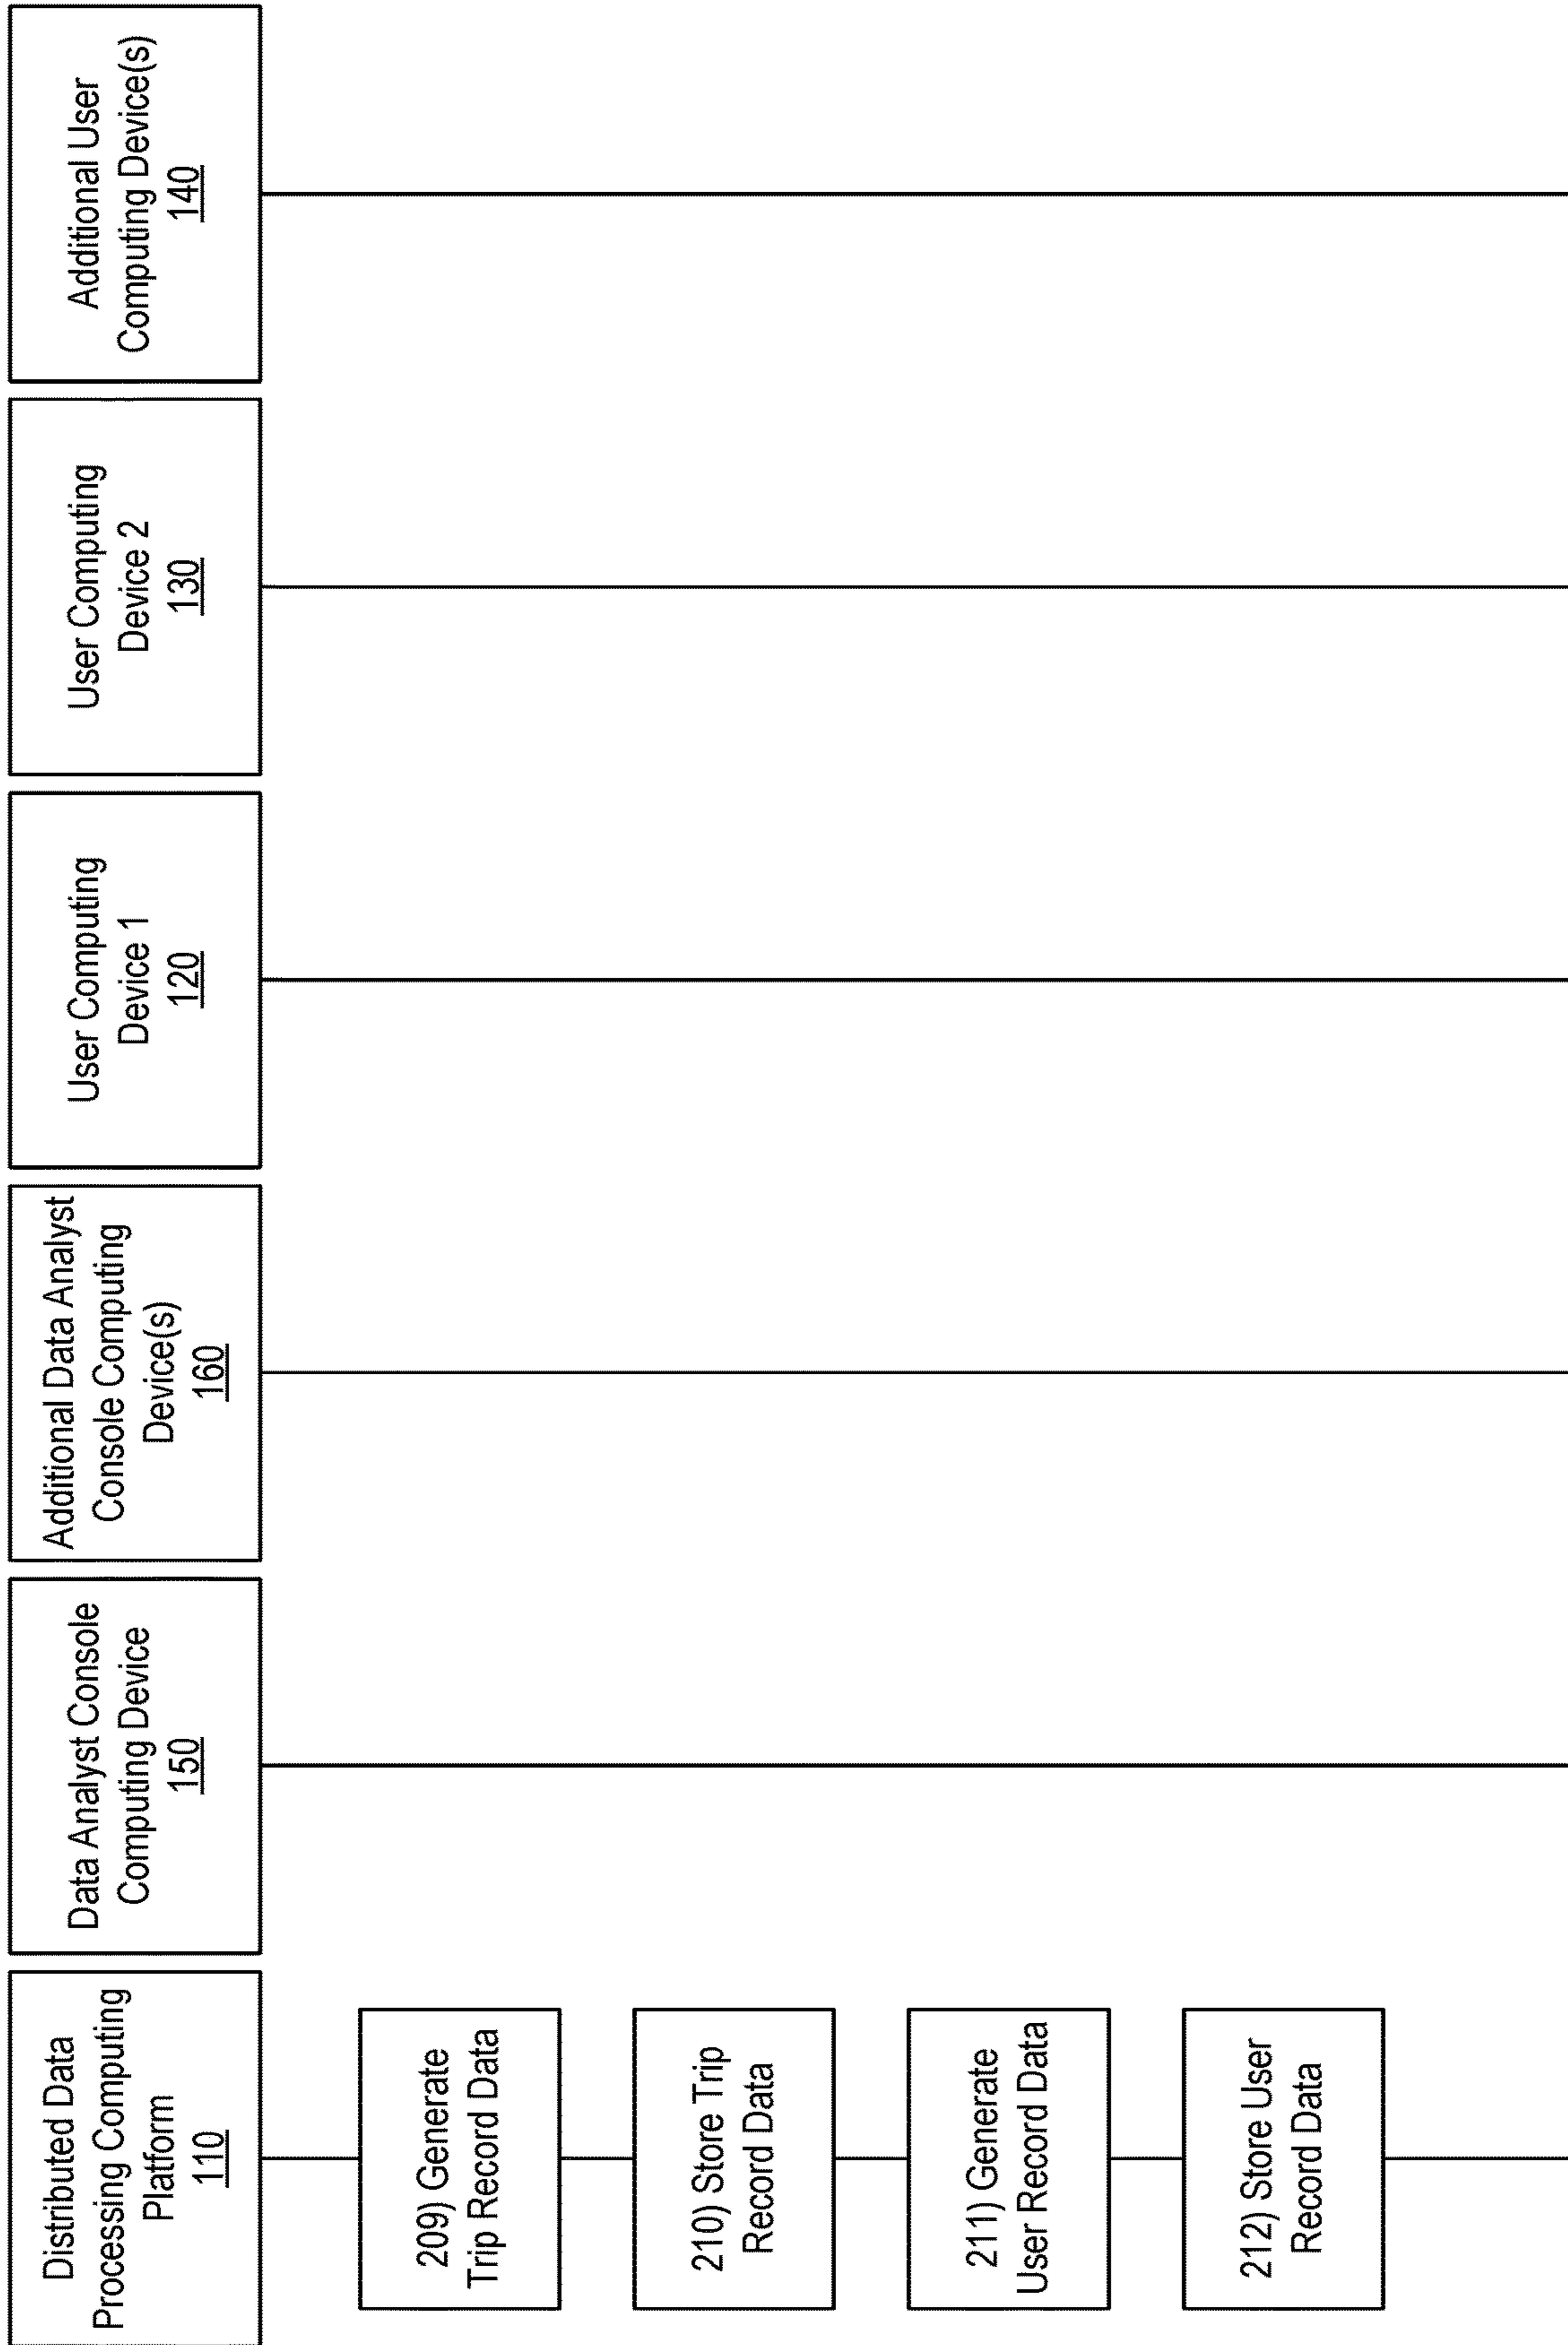 Distributed Data
Processing Computing
Platform
110
Data Analyst Console
Computing Device
150
Additional Data Analyst
Console Computing
Device(s)
160
User Computing
Device 1
120
User Computing
Device 2
130
Additional User
Computing Device(s)
140
209) Generate
Trip Record Data
210) Store Trip
Record Data
211) Generate
User Record Data
212) Store User
Record Data